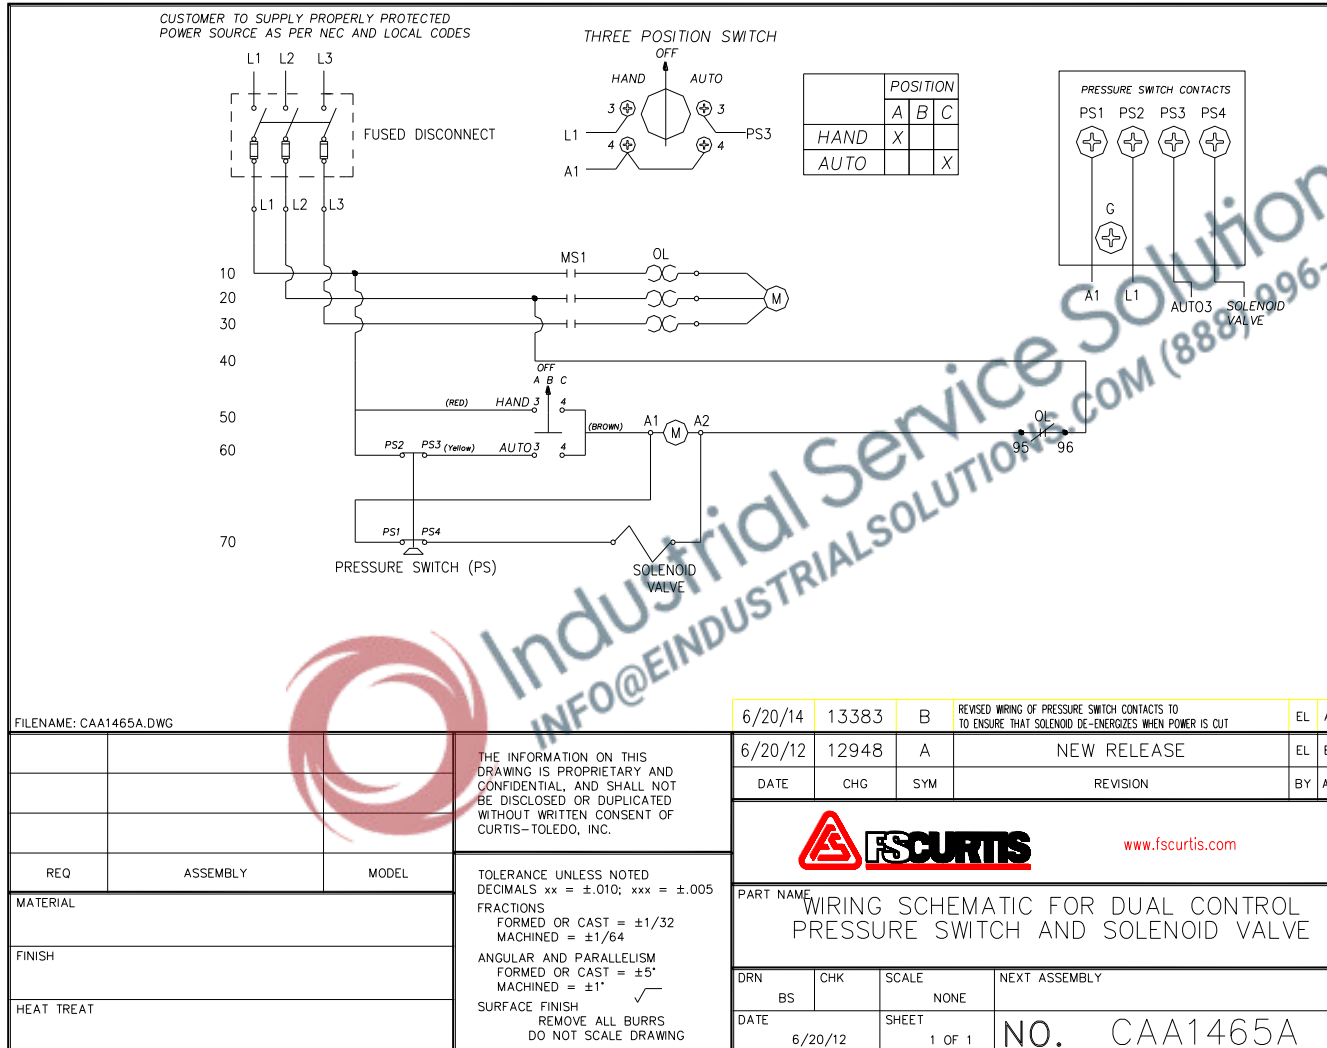 CUSTOMER TO SUPPLY PROPERLY PROTECTED
POWER SOURCE AS PER NEC AND LOCAL CODES
L1 L2 L3
FUSED DISCONNECT
L1 L2 L3
THREE POSITION SWITCH
OFF
HAND AUTO
3 3
L1 PS3
4 4
A1
POSITION
A B C
HAND X
AUTO X
PRESSURE SWITCH CONTACTS
PS1 PS2 PS3 PS4
G
A1 L1 AUTO3 SOLENOID
VALVE
MS1 OL
10
20 M
30
40
OFF
A B C
50 (RED) HAND 3 4
(BROWN) A1 M A2 OL
95 96
60 PS2 PS3 (Yellow) AUTO 3 4
70 PS1 PS4
PRESSURE SWITCH (PS)
SOLENOID
VALVE
Industrial Service Solution
INFO@EINDUSTRIALSOLUTIONS.COM (888) 996-
FILENAME: CAA1465A.DWG
6/20/14 13383 B REVISED WIRING OF PRESSURE SWITCH CONTACTS TO
TO ENSURE THAT SOLENOID DE-ENERGIZES WHEN POWER IS CUT EL
6/20/12 12948 A NEW RELEASE EL
DATE CHG SYM REVISION BY
THE INFORMATION ON THIS
DRAWING IS PROPRIETARY AND
CONFIDENTIAL, AND SHALL NOT
BE DISCLOSED OR DUPLICATED
WITHOUT WRITTEN CONSENT OF
CURTIS-TOLEDO, INC.
FSCURTIS
www.fscurtis.com
REQ ASSEMBLY MODEL
MATERIAL
FINISH
HEAT TREAT
TOLERANCE UNLESS NOTED
DECIMALS xx = ±.010; xxx = ±.005
FRACTIONS
FORMED OR CAST = ±1/32
MACHINED = ±1/64
ANGULAR AND PARALLELISM
FORMED OR CAST = ±5°
MACHINED = ±1°
SURFACE FINISH
REMOVE ALL BURRS
DO NOT SCALE DRAWING
PART NAME
WIRING SCHEMATIC FOR DUAL CONTROL
PRESSURE SWITCH AND SOLENOID VALVE
DRN CHK SCALE NEXT ASSEMBLY
BS NONE
DATE SHEET
6/20/12 1 OF 1
NO. CAA1465A